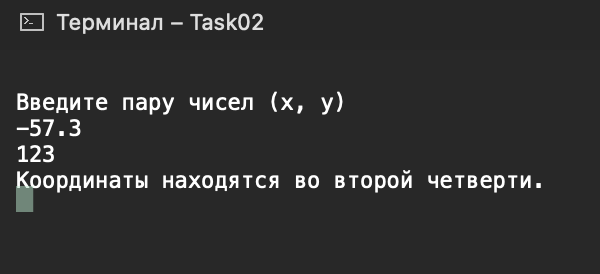 Терминал – Task02
Введите пару чисел (x, y)
-57.3
123
Координаты находятся во второй четверти.